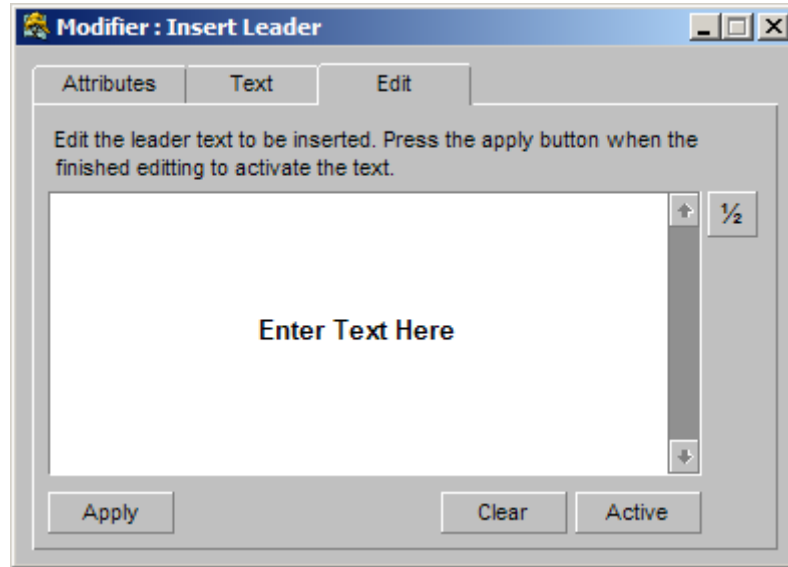 Modifier : Insert Leader
Attributes Text Edit
Edit the leader text to be inserted. Press the apply button when the
finished editting to activate the text.
½
Enter Text Here
Apply Clear Active